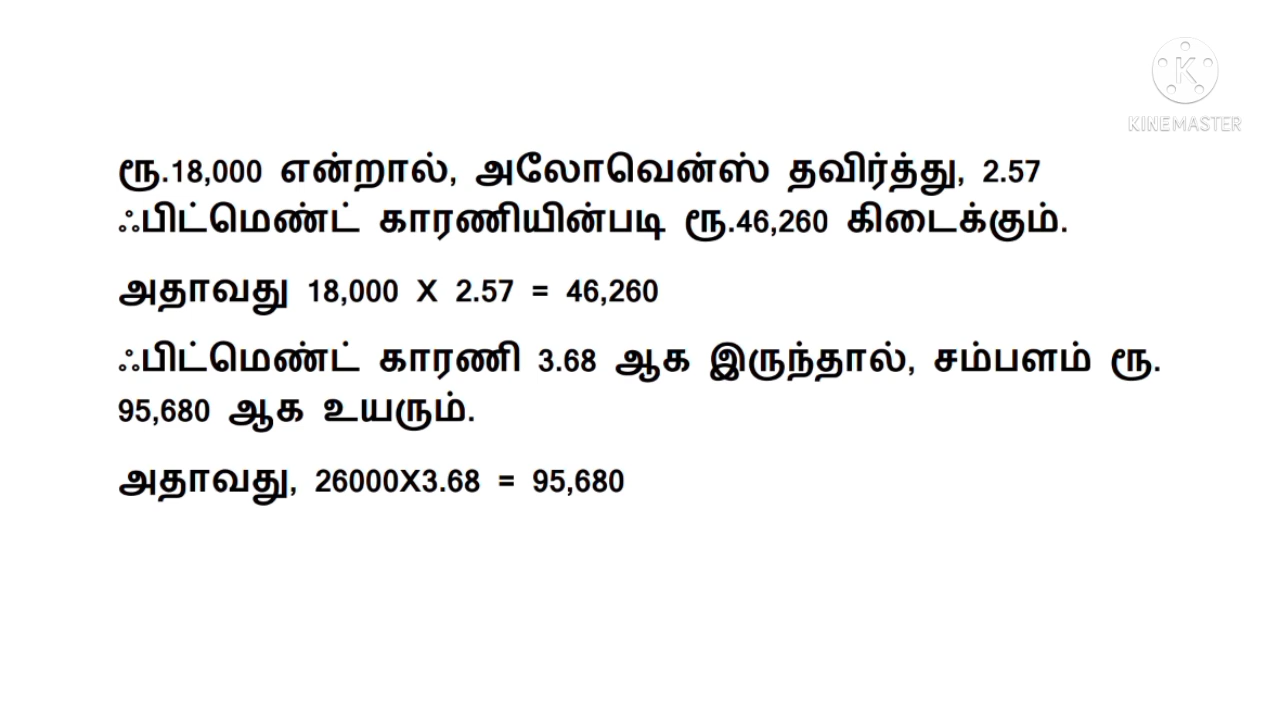 KINEMASTER
ரூ.18,000 என்றால், அலோவென்ஸ் தவிர்த்து, 2.57
ஃபிட்மெண்ட் காரணியின்படி ரூ.46,260 கிடைக்கும்.
அதாவது 18,000 X 2.57 = 46,260
ஃபிட்மெண்ட் காரணி 3.68 ஆக இருந்தால், சம்பளம் ரூ.
95,680 ஆக உயரும்.
அதாவது, 26000X3.68 = 95,680